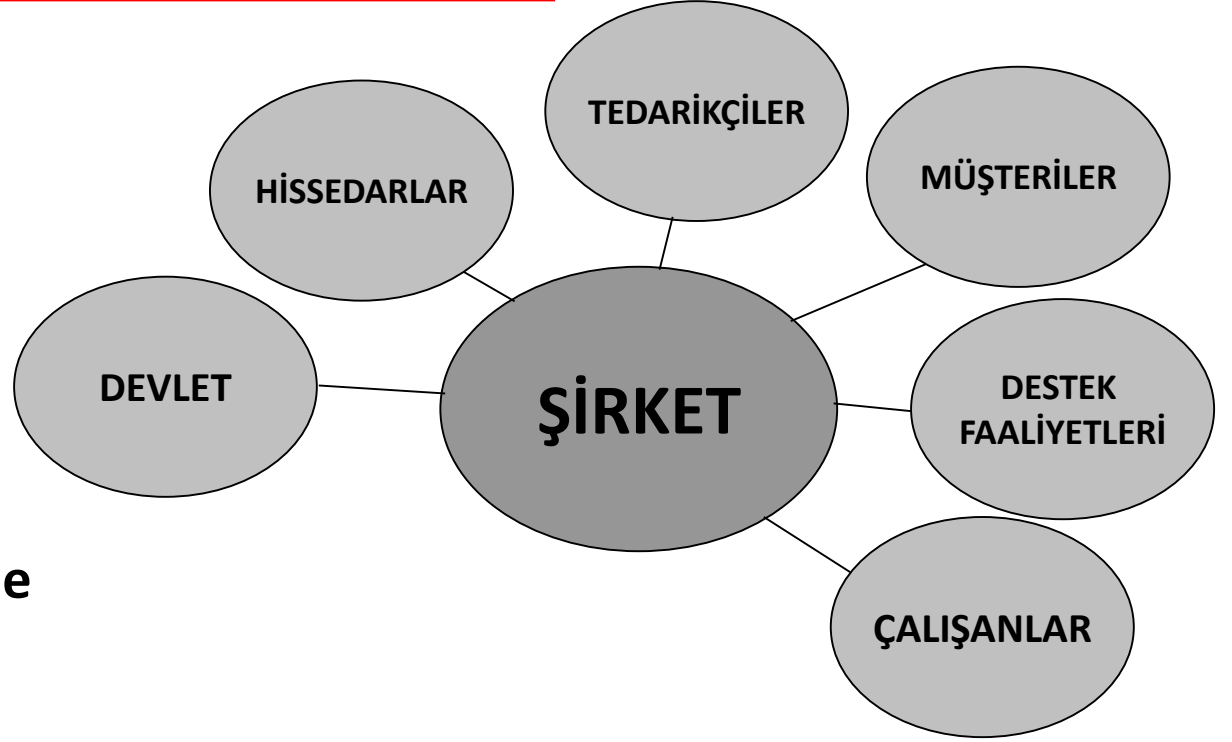 TEDARİKÇİLER
HİSSEDARLAR
MÜŞTERİLER
DEVLET
ŞİRKET
DESTEK
FAALİYETLERİ
e
ÇALIŞANLAR